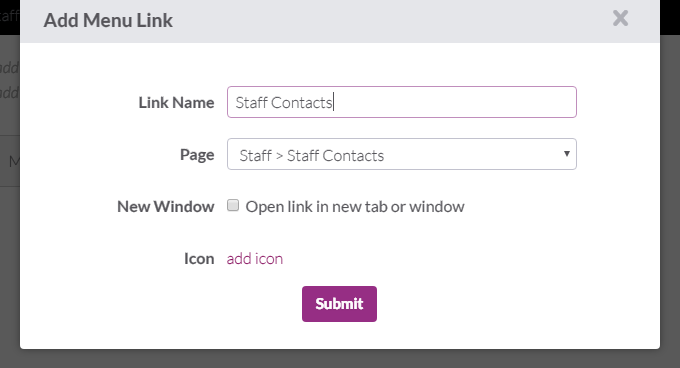 Add Menu Link
Link Name Staff Contacts
Page Staff > Staff Contacts
New Window Open link in new tab or window
Icon add icon
Submit